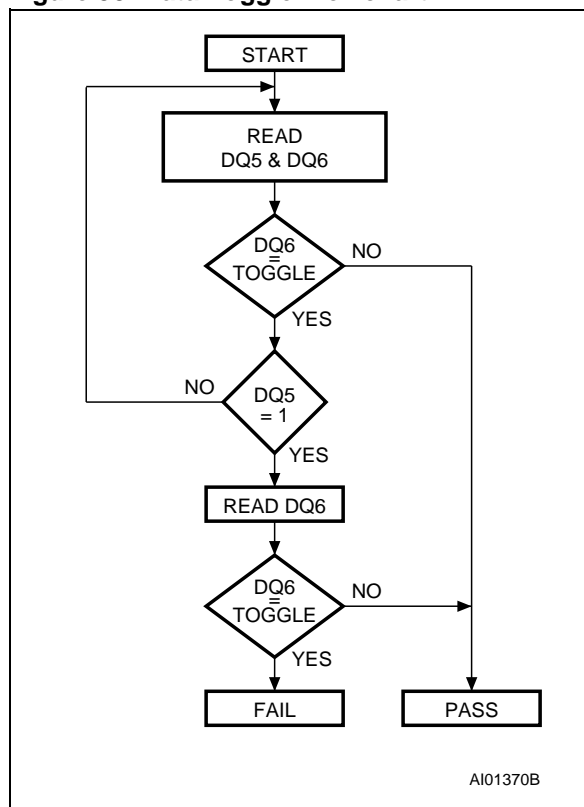 START
READ
DQ5 & DQ6
DQ6
=
TOGGLE
NO
YES
NO
DQ5
= 1
YES
READ DQ6
DQ6
=
TOGGLE
NO
YES
FAIL
PASS
AI01370B